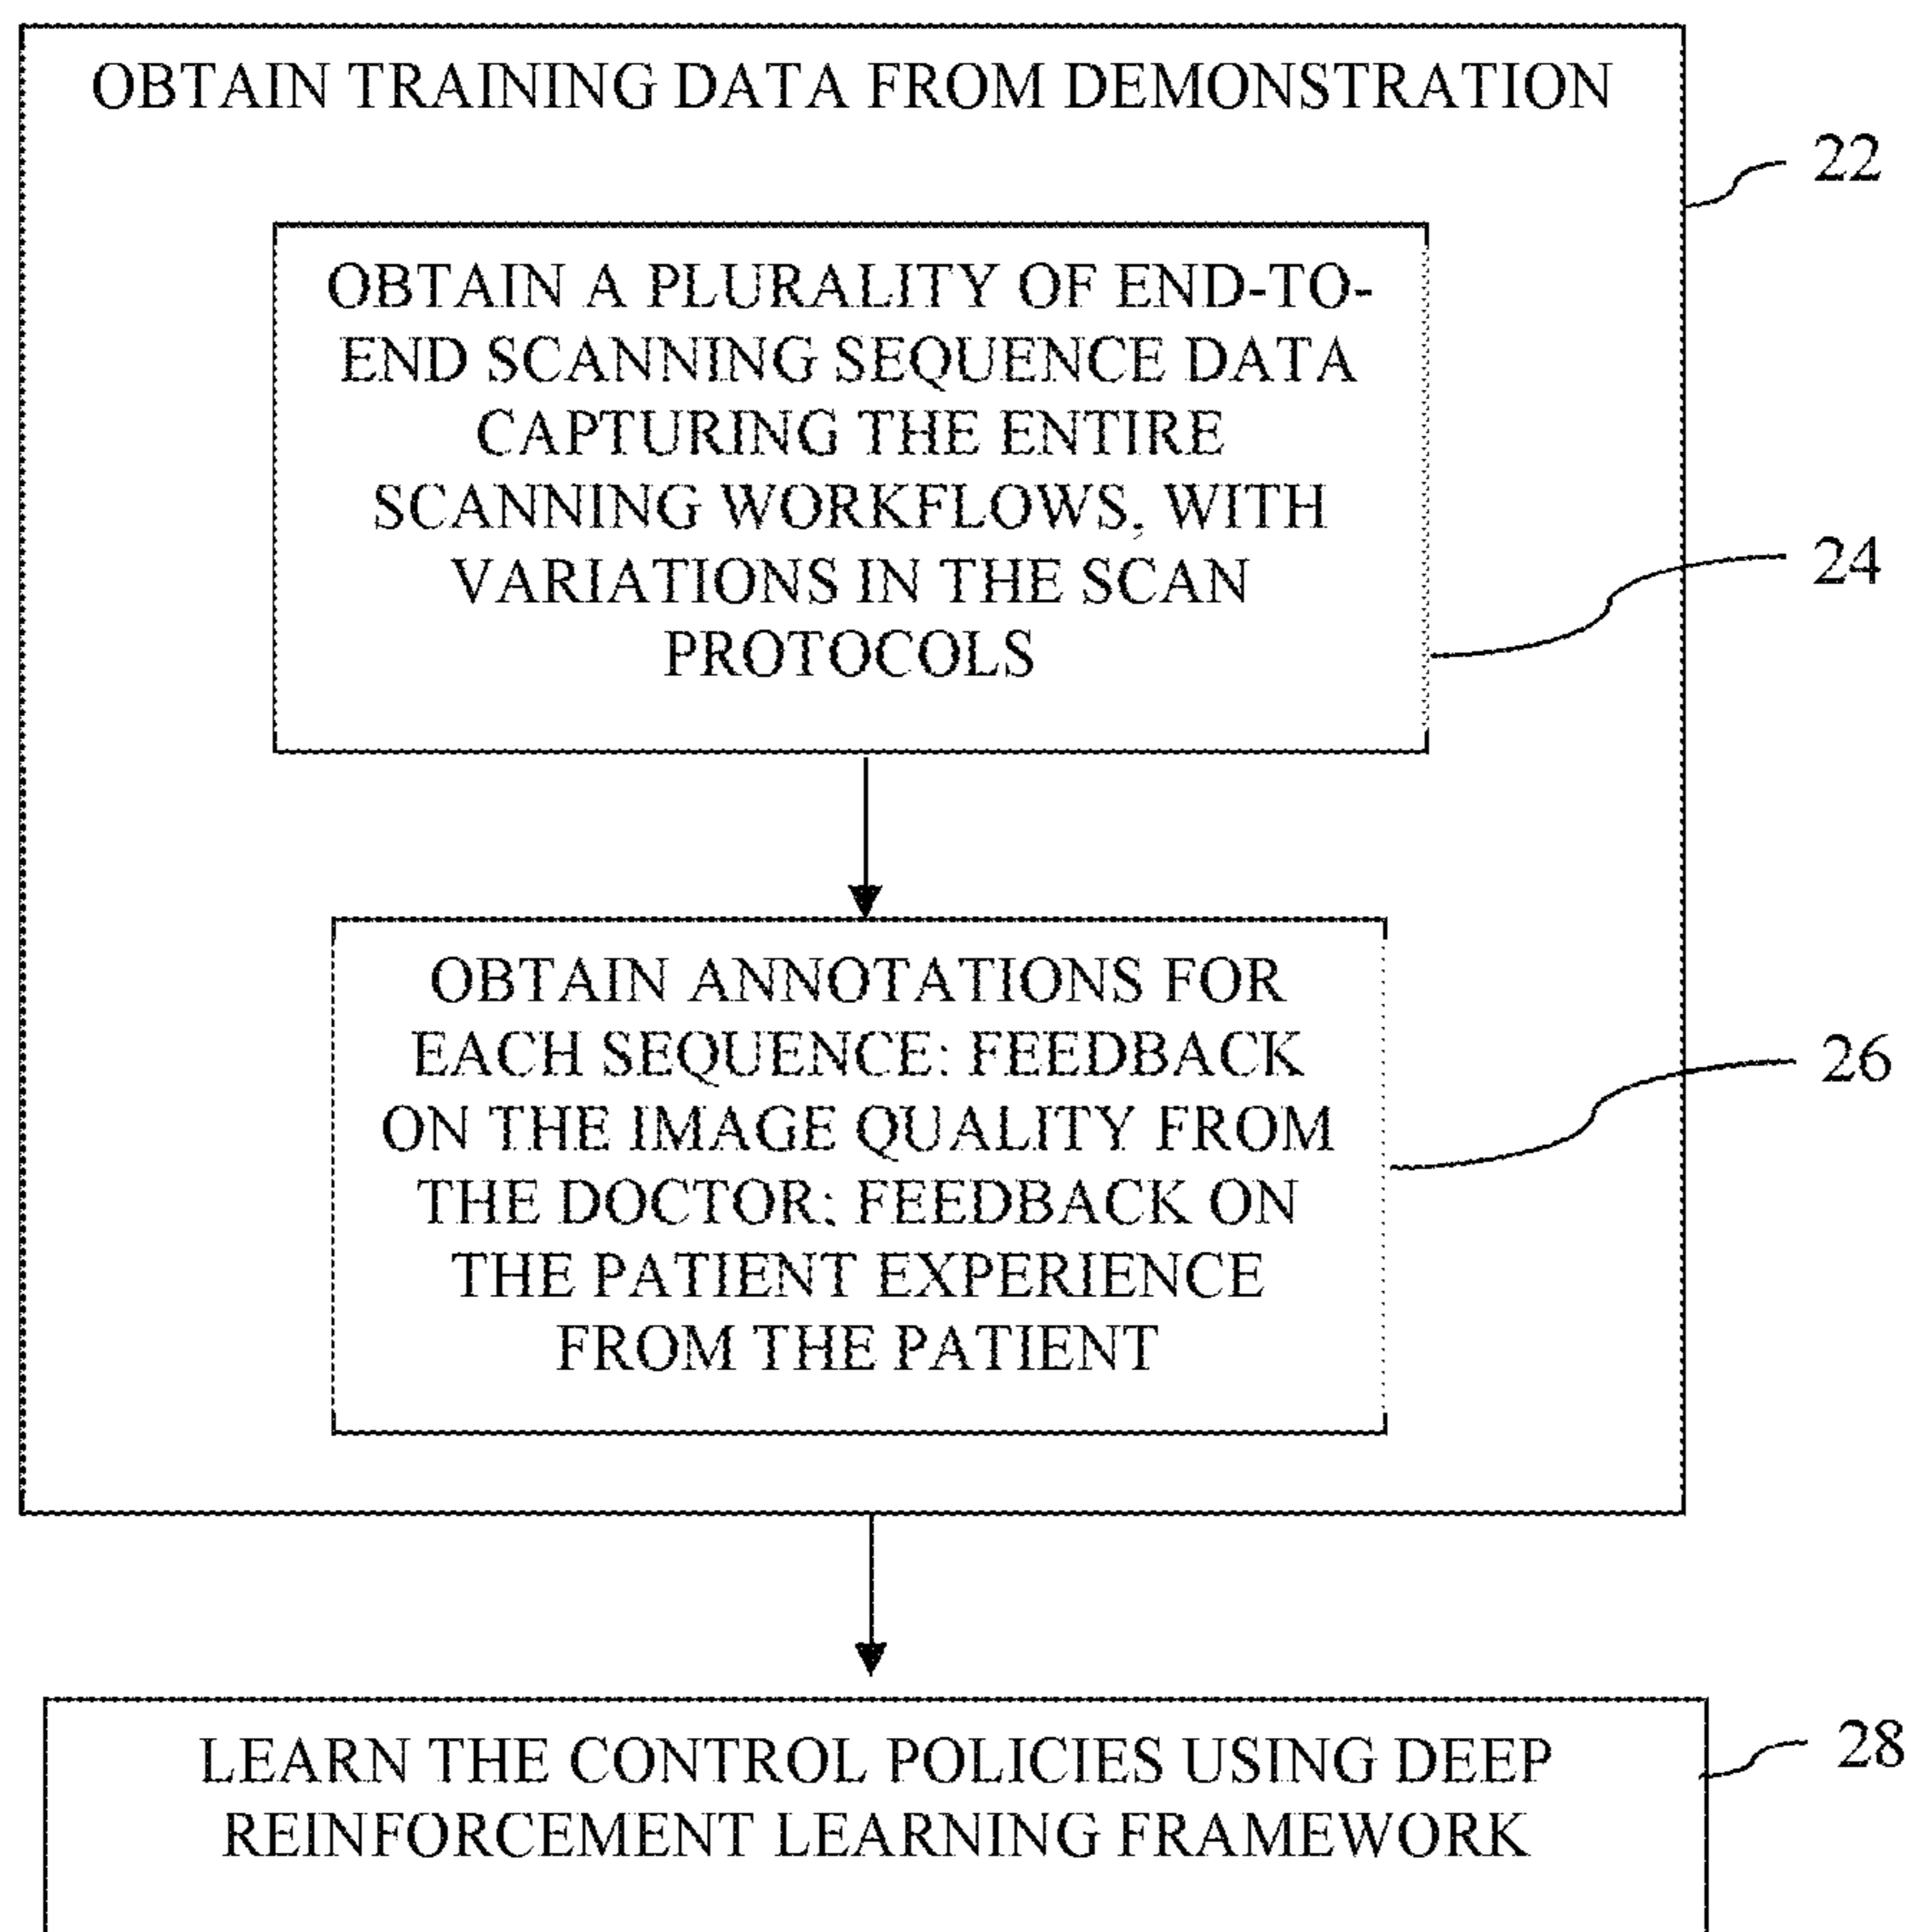 OBTAIN TRAINING DATA FROM DEMONSTRATION
22
OBTAIN A PLURALITY OF END-TO-
END SCANNING SEQUENCE DATA
CAPTURING THE ENTIRE
SCANNING WORKFLOWS, WITH
VARIATIONS IN THE SCAN
PROTOCOLS
24
OBTAIN ANNOTATIONS FOR
EACH SEQUENCE: FEEDBACK
ON THE IMAGE QUALITY FROM
THE DOCTOR; FEEDBACK ON
THE PATIENT EXPERIENCE
FROM THE PATIENT
26
LEARN THE CONTROL POLICIES USING DEEP
REINFORCEMENT LEARNING FRAMEWORK
28